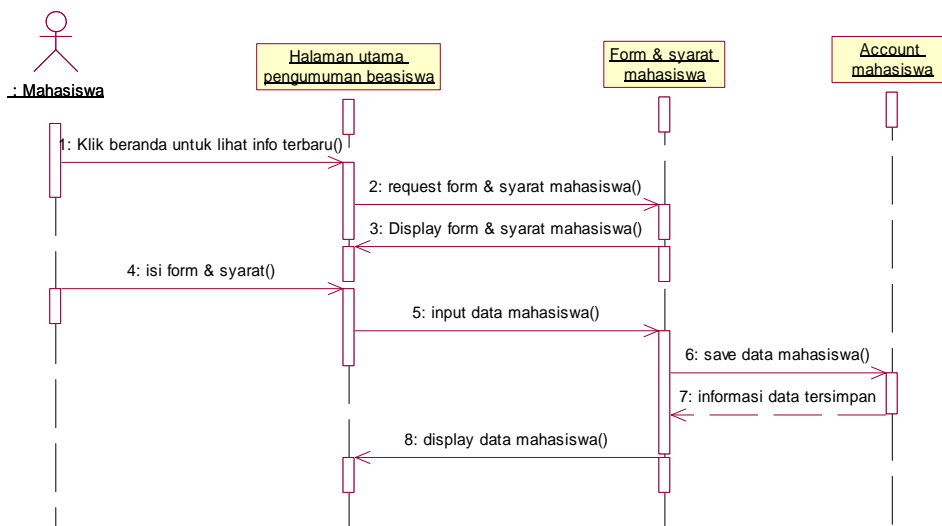 : Mahasiswa
Halaman utama
pengumuman beasiswa
Form & syarat
mahasiswa
Account
mahasiswa
1: Klik beranda untuk lihat info terbaru()
2: request form & syarat mahasiswa()
3: Display form & syarat mahasiswa()
4: isi form & syarat()
5: input data mahasiswa()
6: save data mahasiswa()
7: informasi data tersimpan
8: display data mahasiswa()